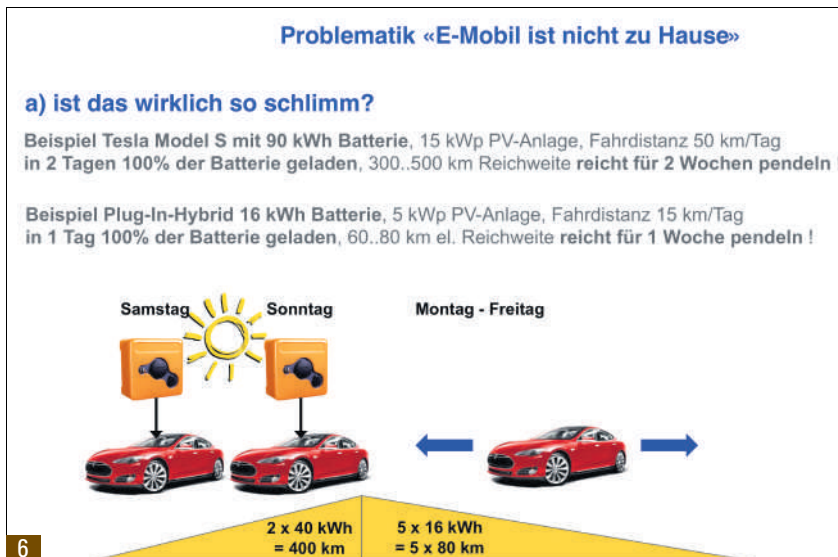 Problematik «E-Mobil ist nicht zu Hause»
a) ist das wirklich so schlimm?
Beispiel Tesla Model S mit 90 kWh Batterie, 15 kWp PV-Anlage, Fahrdistanz 50 km/Tag
in 2 Tagen 100% der Batterie geladen, 300..500 km Reichweite reicht für 2 Wochen pendeln !
Beispiel Plug-In-Hybrid 16 kWh Batterie, 5 kWp PV-Anlage, Fahrdistanz 15 km/Tag
in 1 Tag 100% der Batterie geladen, 60..80 km el. Reichweite reicht für 1 Woche pendeln !
Samstag Sonntag Montag - Freitag
2 x 40 kWh 5 x 16 kWh
= 400 km = 5 x 80 km
6